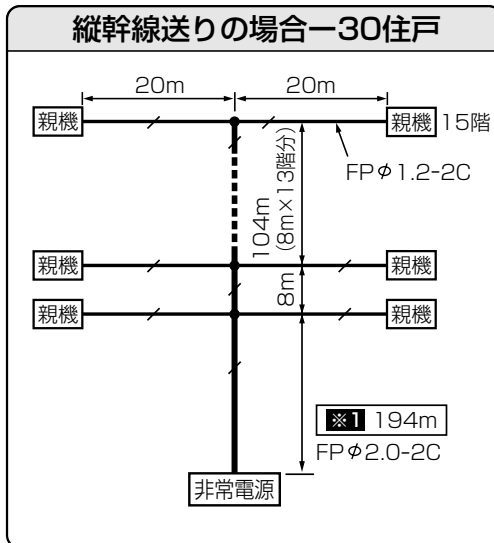 縦幹線送りの場合ー30住戸
20m 20m
親機 親機 15階
FPφ1.2-2C
104m
(8m×13階分)
親機 親機
8m
親機 親機
※1 194m
FPφ2.0-2C
非常電源